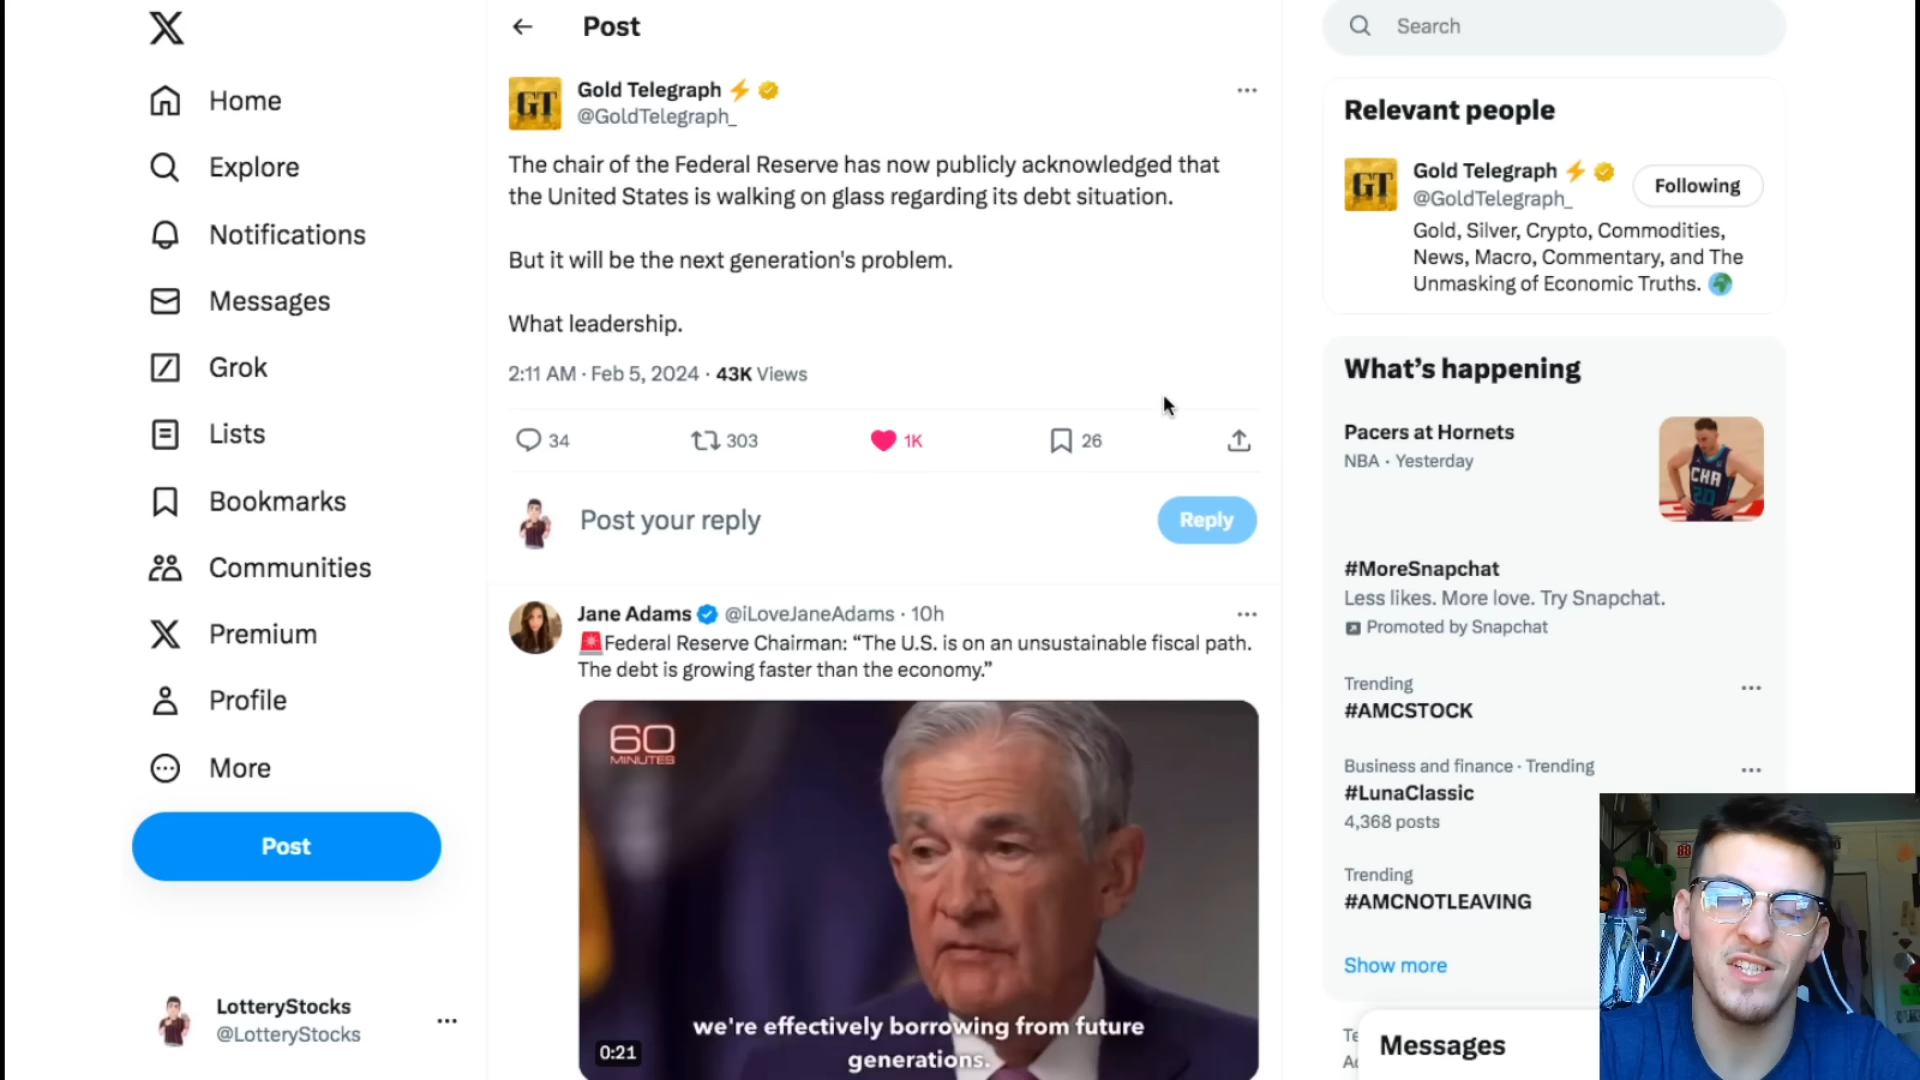 Home
Explore
Notifications
Messages
Grok
Lists
Bookmarks
Communities
Premium
Profile
More
Post
LotteryStocks
@LotteryStocks
Post
GT
Gold Telegraph
@GoldTelegraph_
The chair of the Federal Reserve has now publicly acknowledged that
the United States is walking on glass regarding its debt situation.
But it will be the next generation's problem.
What leadership.
2:11 AM · Feb 5, 2024 · 43K Views
34 303 1K 26
Post your reply
Reply
Jane Adams @iLoveJaneAdams · 10h
Federal Reserve Chairman: “The U.S. is on an unsustainable fiscal path.
The debt is growing faster than the economy.”
60
MINUTES
we're effectively borrowing from future
generations.
0:21
Search
Relevant people
GT
Gold Telegraph
@GoldTelegraph_
Following
Gold, Silver, Crypto, Commodities,
News, Macro, Commentary, and The
Unmasking of Economic Truths.
What’s happening
Pacers at Hornets
NBA · Yesterday
CHA
20
#MoreSnapchat
Less likes. More love. Try Snapchat.
Promoted by Snapchat
Trending
#AMCSTOCK
Business and finance · Trending
#LunaClassic
4,368 posts
Trending
#AMCNOTLEAVING
Show more
Messages